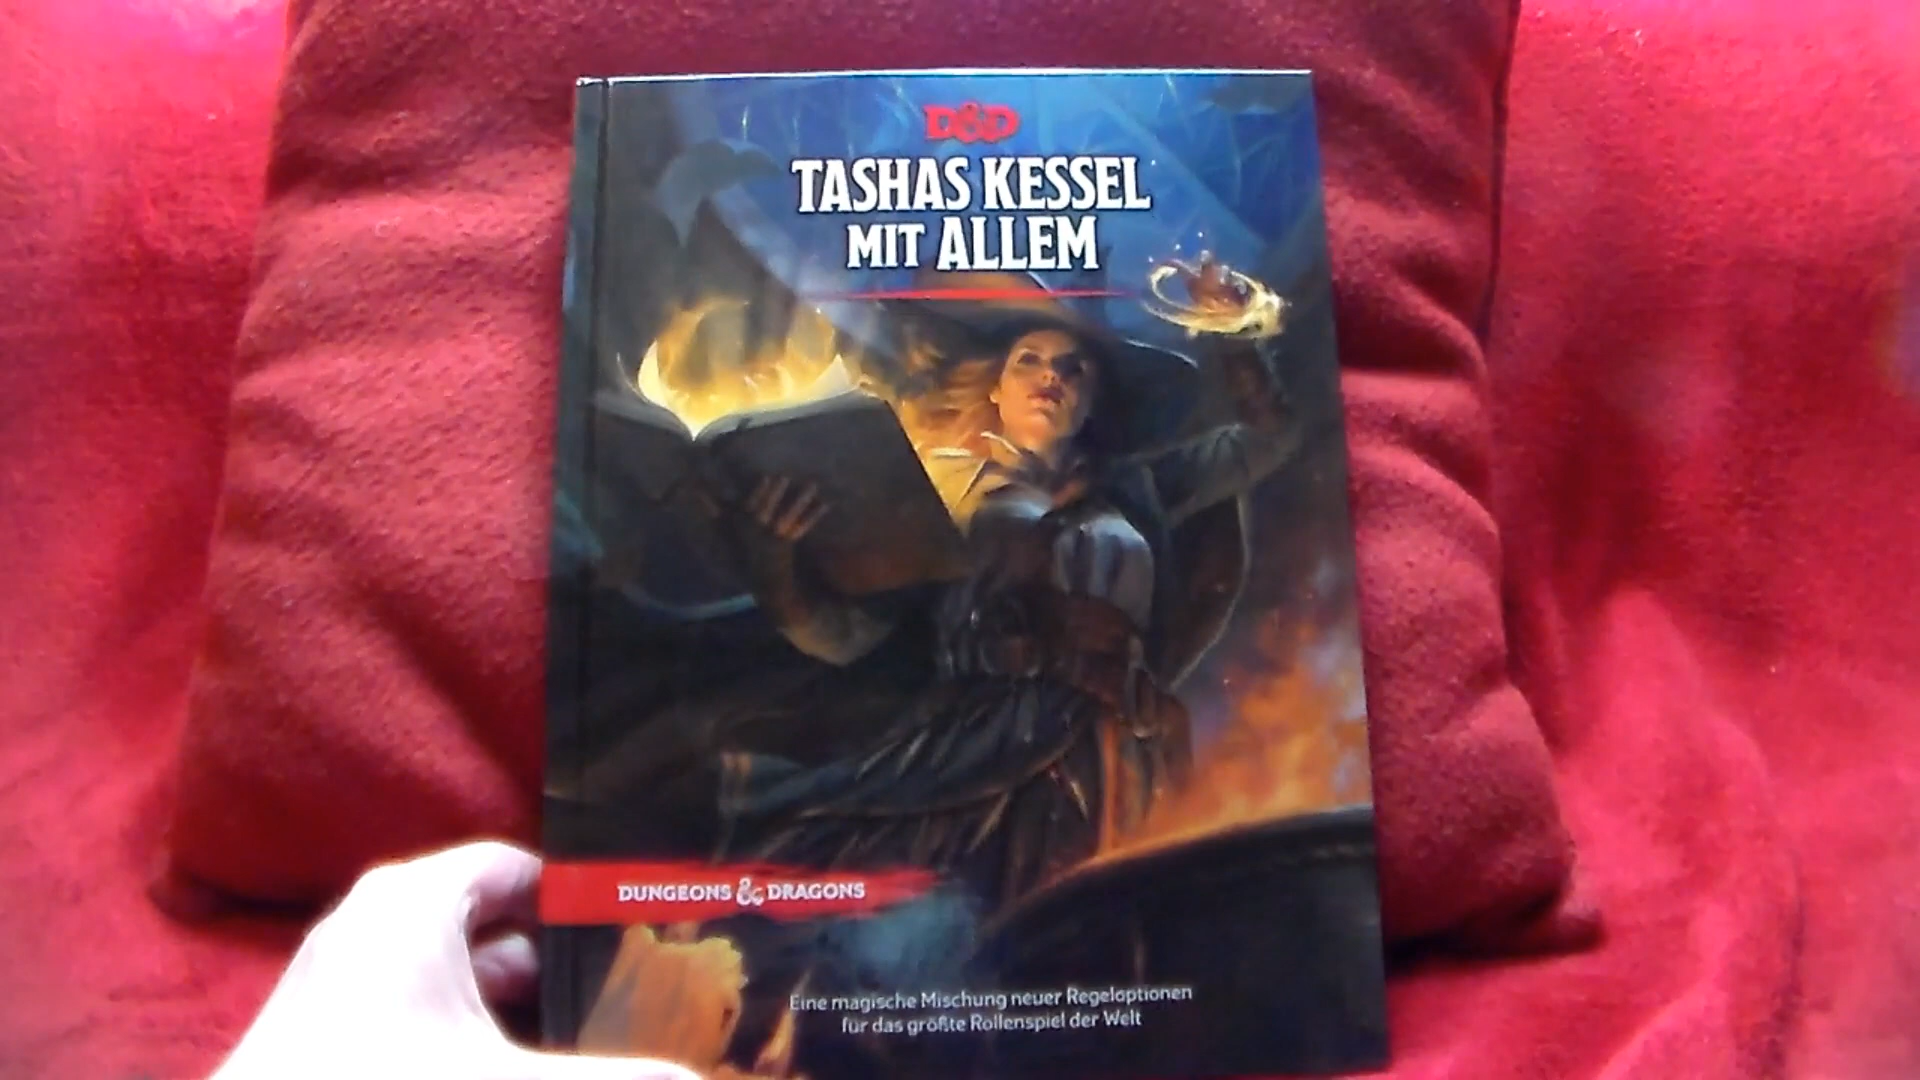 D&D
TASHAS KESSEL
MIT ALLEM
DUNGEONS & DRAGONS
Eine magische Mischung neuer Regeloptionen
für das größte Rollenspiel der Welt